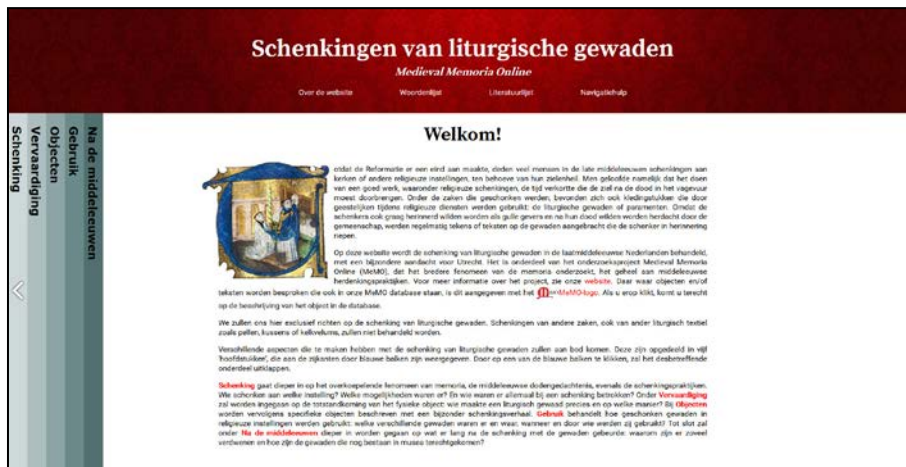 Schenkingen van liturgische gewaden
Medieval Memoria Online
Over de website Woordenlijst Literatuurlijst Navigatiehulp
Schenking
Vervaardiging
Objecten
Gebruik
Na de middeleeuwen
Welkom!
otdat de Reformatie er een eind aan maakte, deden veel mensen in de late middeleeuwen schenkingen aan
kerken of andere religieuze instellingen, ten behoeve van hun zielenheil. Men geloofde namelijk dat het doen
van een goed werk, waaronder religieuze schenkingen, de tijd verkortte die de ziel na de dood in het vagevuur
moest doorbrengen. Onder de zaken die geschonken werden, bevonden zich ook kledingstukken die door
geestelijken tijdens religieuze diensten werden gebruikt: de liturgische gewaden of paramenten. Omdat de
schenkers ook graag herinnerd wilden worden als gulle gevers en na hun dood wilden worden herdacht door de
gemeenschap, werden regelmatig tekens of teksten op de gewaden aangebracht die de schenker in herinnering
riepen.
Op deze website wordt de schenking van liturgische gewaden in de laatmiddeleeuwse Nederlanden behandeld,
met een bijzondere aandacht voor Utrecht. Het is onderdeel van het onderzoeksproject Medieval Memoria
Online (MeMO), dat het bredere fenomeen van de memoria onderzoekt, het geheel aan middeleeuwse
herdenkingspraktijken. Voor meer informatie over het project, zie onze website. Daar waar objecten en/of
teksten worden besproken die ook in onze MeMO database staan, is dit aangegeven met het MeMO-logo. Als u erop klikt, komt u terecht
op de beschrijving van het object in de database.
We zullen ons hier exclusief richten op de schenking van liturgische gewaden. Schenkingen van andere zaken, ook van ander liturgisch textiel
zoals pellen, kussens of kelkvelums, zullen niet behandeld worden.
Verschillende aspecten die te maken hebben met de schenking van liturgische gewaden zullen aan bod komen. Deze zijn opgedeeld in vijf
'hoofdstukken', die aan de zijkanten door blauwe balken zijn weergegeven. Door op een van de blauwe balken te klikken, zal het desbetreffende
onderdeel uitklappen.
Schenking gaat dieper in op het overkoepelende fenomeen van memoria, de middeleeuwse dodengedachtenis, evenals de schenkingspraktijken.
Wie schenken aan welke instelling? Welke mogelijkheden waren er? En wie waren er allemaal bij een schenking betrokken? Onder Vervaardiging
zal worden ingegaan op de totstandkoming van het fysieke object: wie maakte een liturgisch gewaad precies en op welke manier? Bij Objecten
worden vervolgens specifieke objecten beschreven met een bijzonder schenkingsverhaal. Gebruik behandelt hoe geschonken gewaden in
religieuze instellingen werden gebruikt: welke verschillende gewaden waren er en waar, wanneer en door wie werden zij gebruikt? Tot slot zal
onder Na de middeleeuwen dieper in worden gegaan op wat er lang na de schenking met de gewaden gebeurde: waarom zijn er zoveel
verdwenen en hoe zijn de gewaden die nog bestaan in musea terechtgekomen?